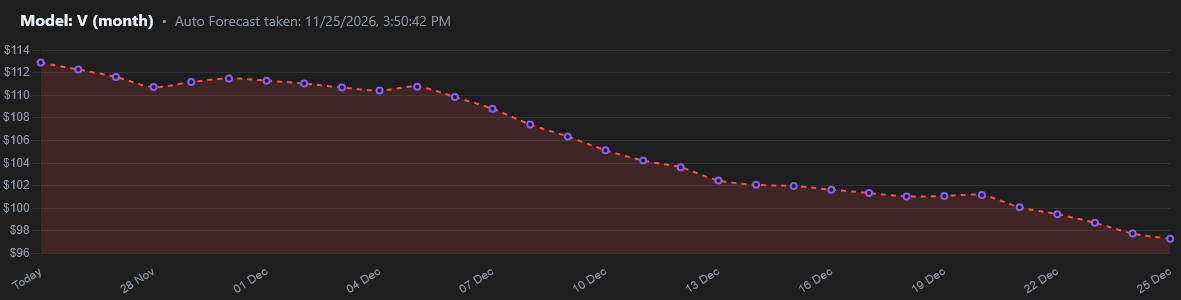 Model: V (month) • Auto Forecast taken: 11/25/2026, 3:50:42 PM
$114
$112
$110
$108
$106
$104
$102
$100
$98
$96
Today
28 Nov
01 Dec
04 Dec
07 Dec
10 Dec
13 Dec
16 Dec
19 Dec
22 Dec
25 Dec